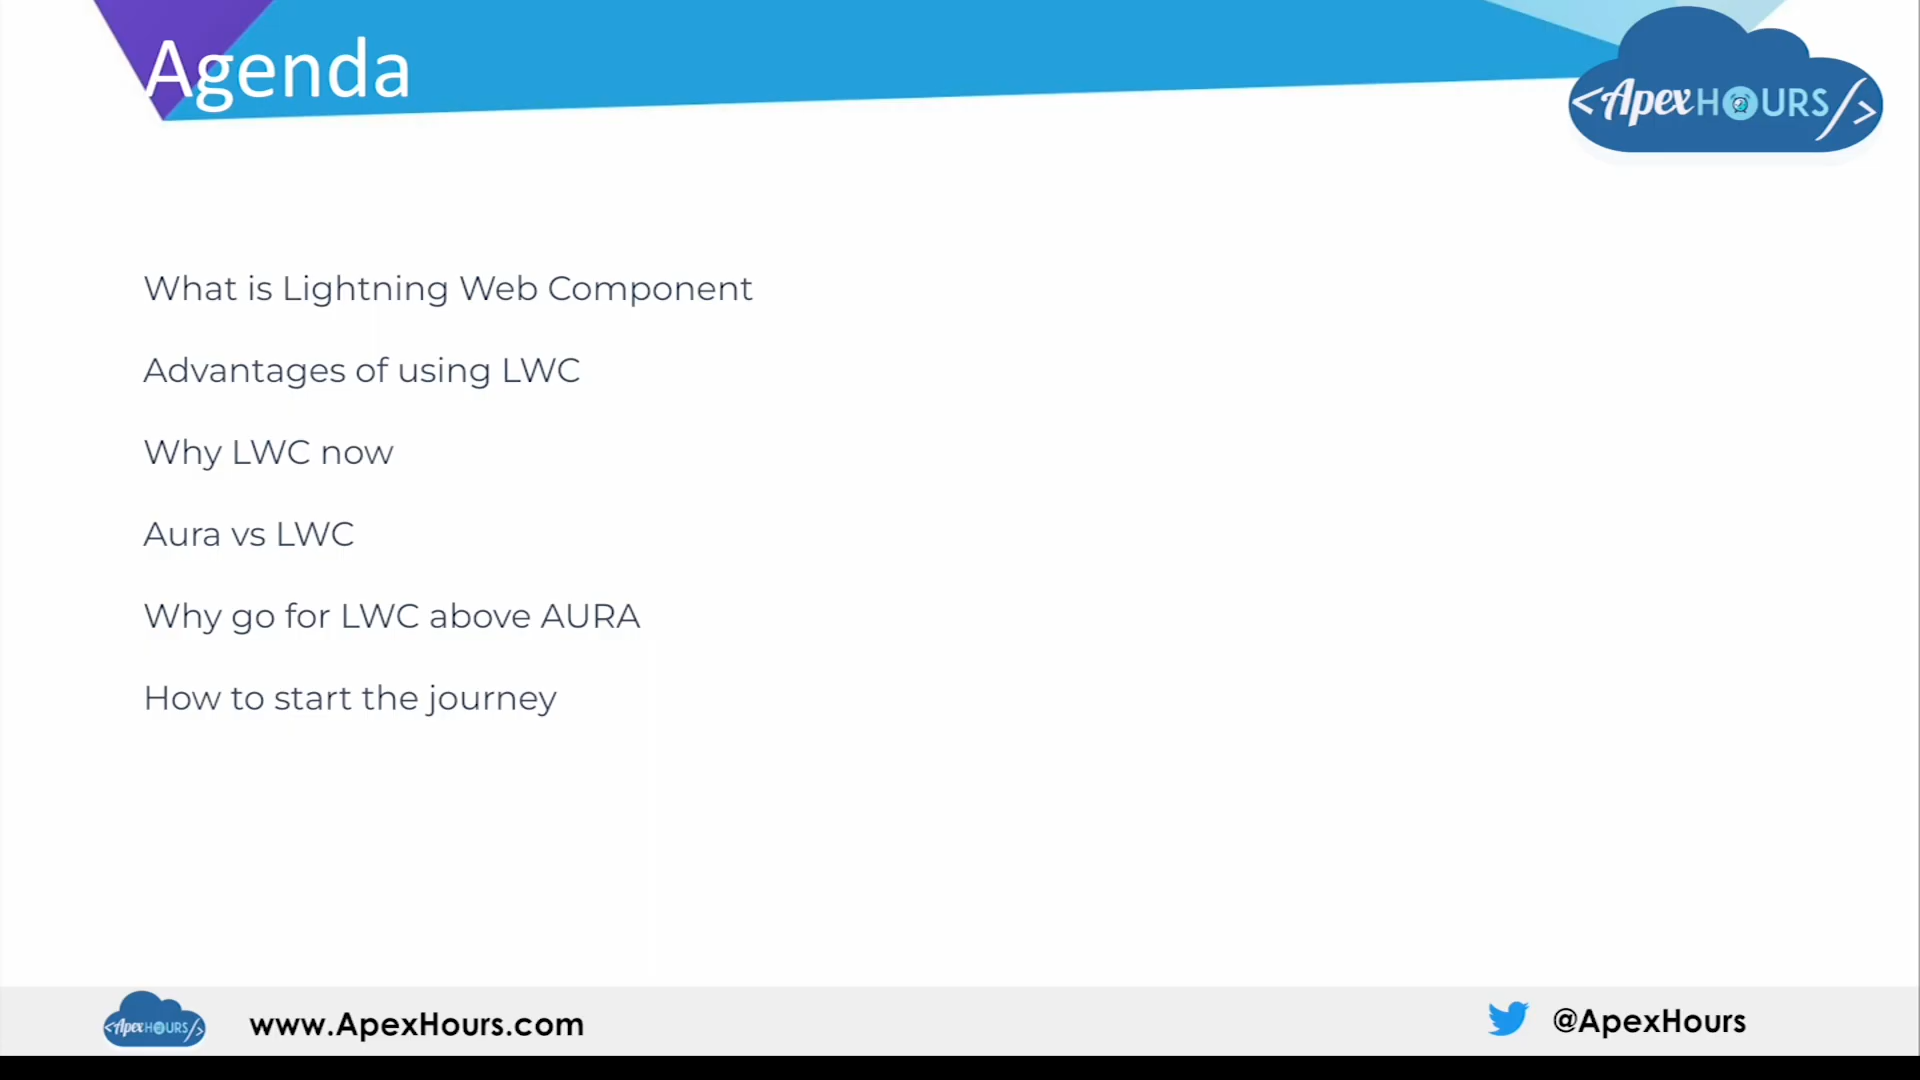 Agenda
<ApexHOURS/>
What is Lightning Web Component
Advantages of using LWC
Why LWC now
Aura vs LWC
Why go for LWC above AURA
How to start the journey
<ApexHOURS/>
www.ApexHours.com
@ApexHours